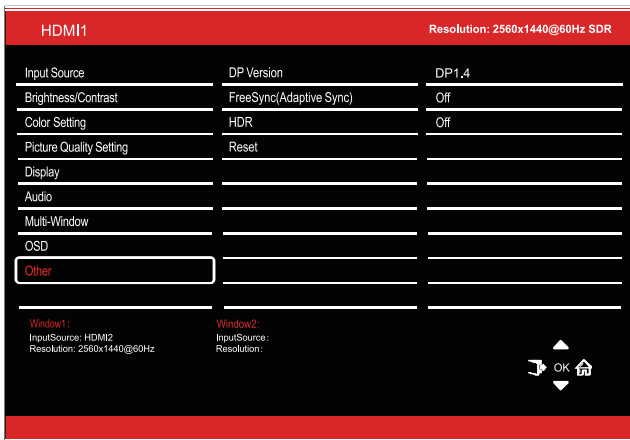 HDMI1 Resolution: 2560x1440@60Hz SDR
Input Source DP Version DP1.4
Brightness/Contrast FreeSync(Adaptive Sync) Off
Color Setting HDR Off
Picture Quality Setting Reset
Display
Audio
Multi-Window
OSD
Other
Window1: Window2:
InputSource: HDMI2 InputSource:
Resolution: 2560x1440@60Hz Resolution:
OK